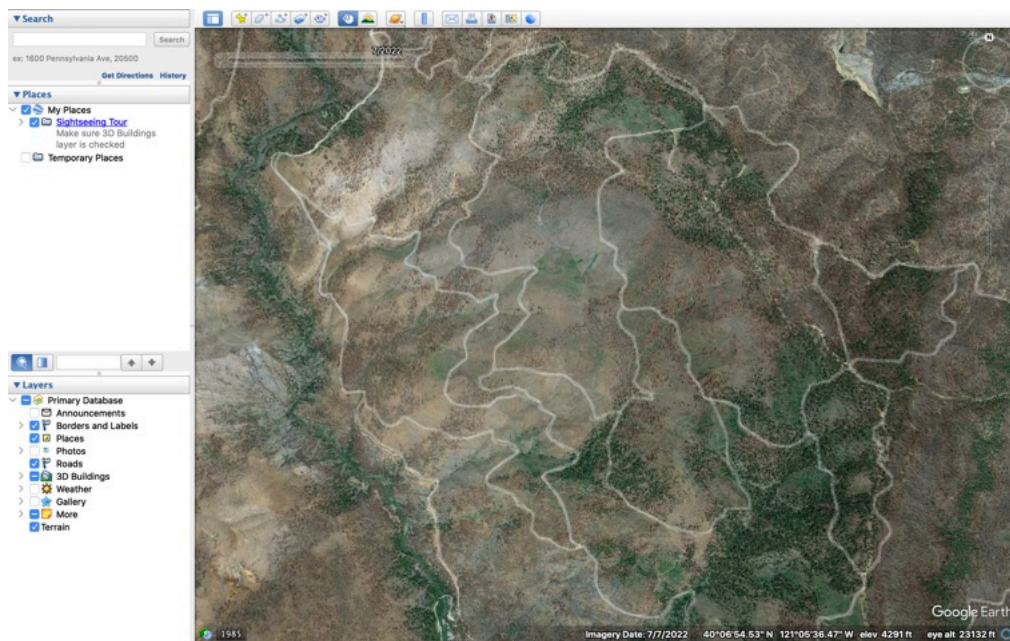 Search
Search
ex: 1600 Pennsylvania Ave, 20500
Get Directions History
Places
My Places
Sightseeing Tour
Make sure 3D Buildings
layer is checked
Temporary Places
Layers
Primary Database
Announcements
Borders and Labels
Places
Photos
Roads
3D Buildings
Weather
Gallery
More
Terrain
7/2022
N
Google Earth
1985
Imagery Date: 7/7/2022 40°06'54.53" N 121°05'36.47" W elev 4291 ft eye alt 23132 ft